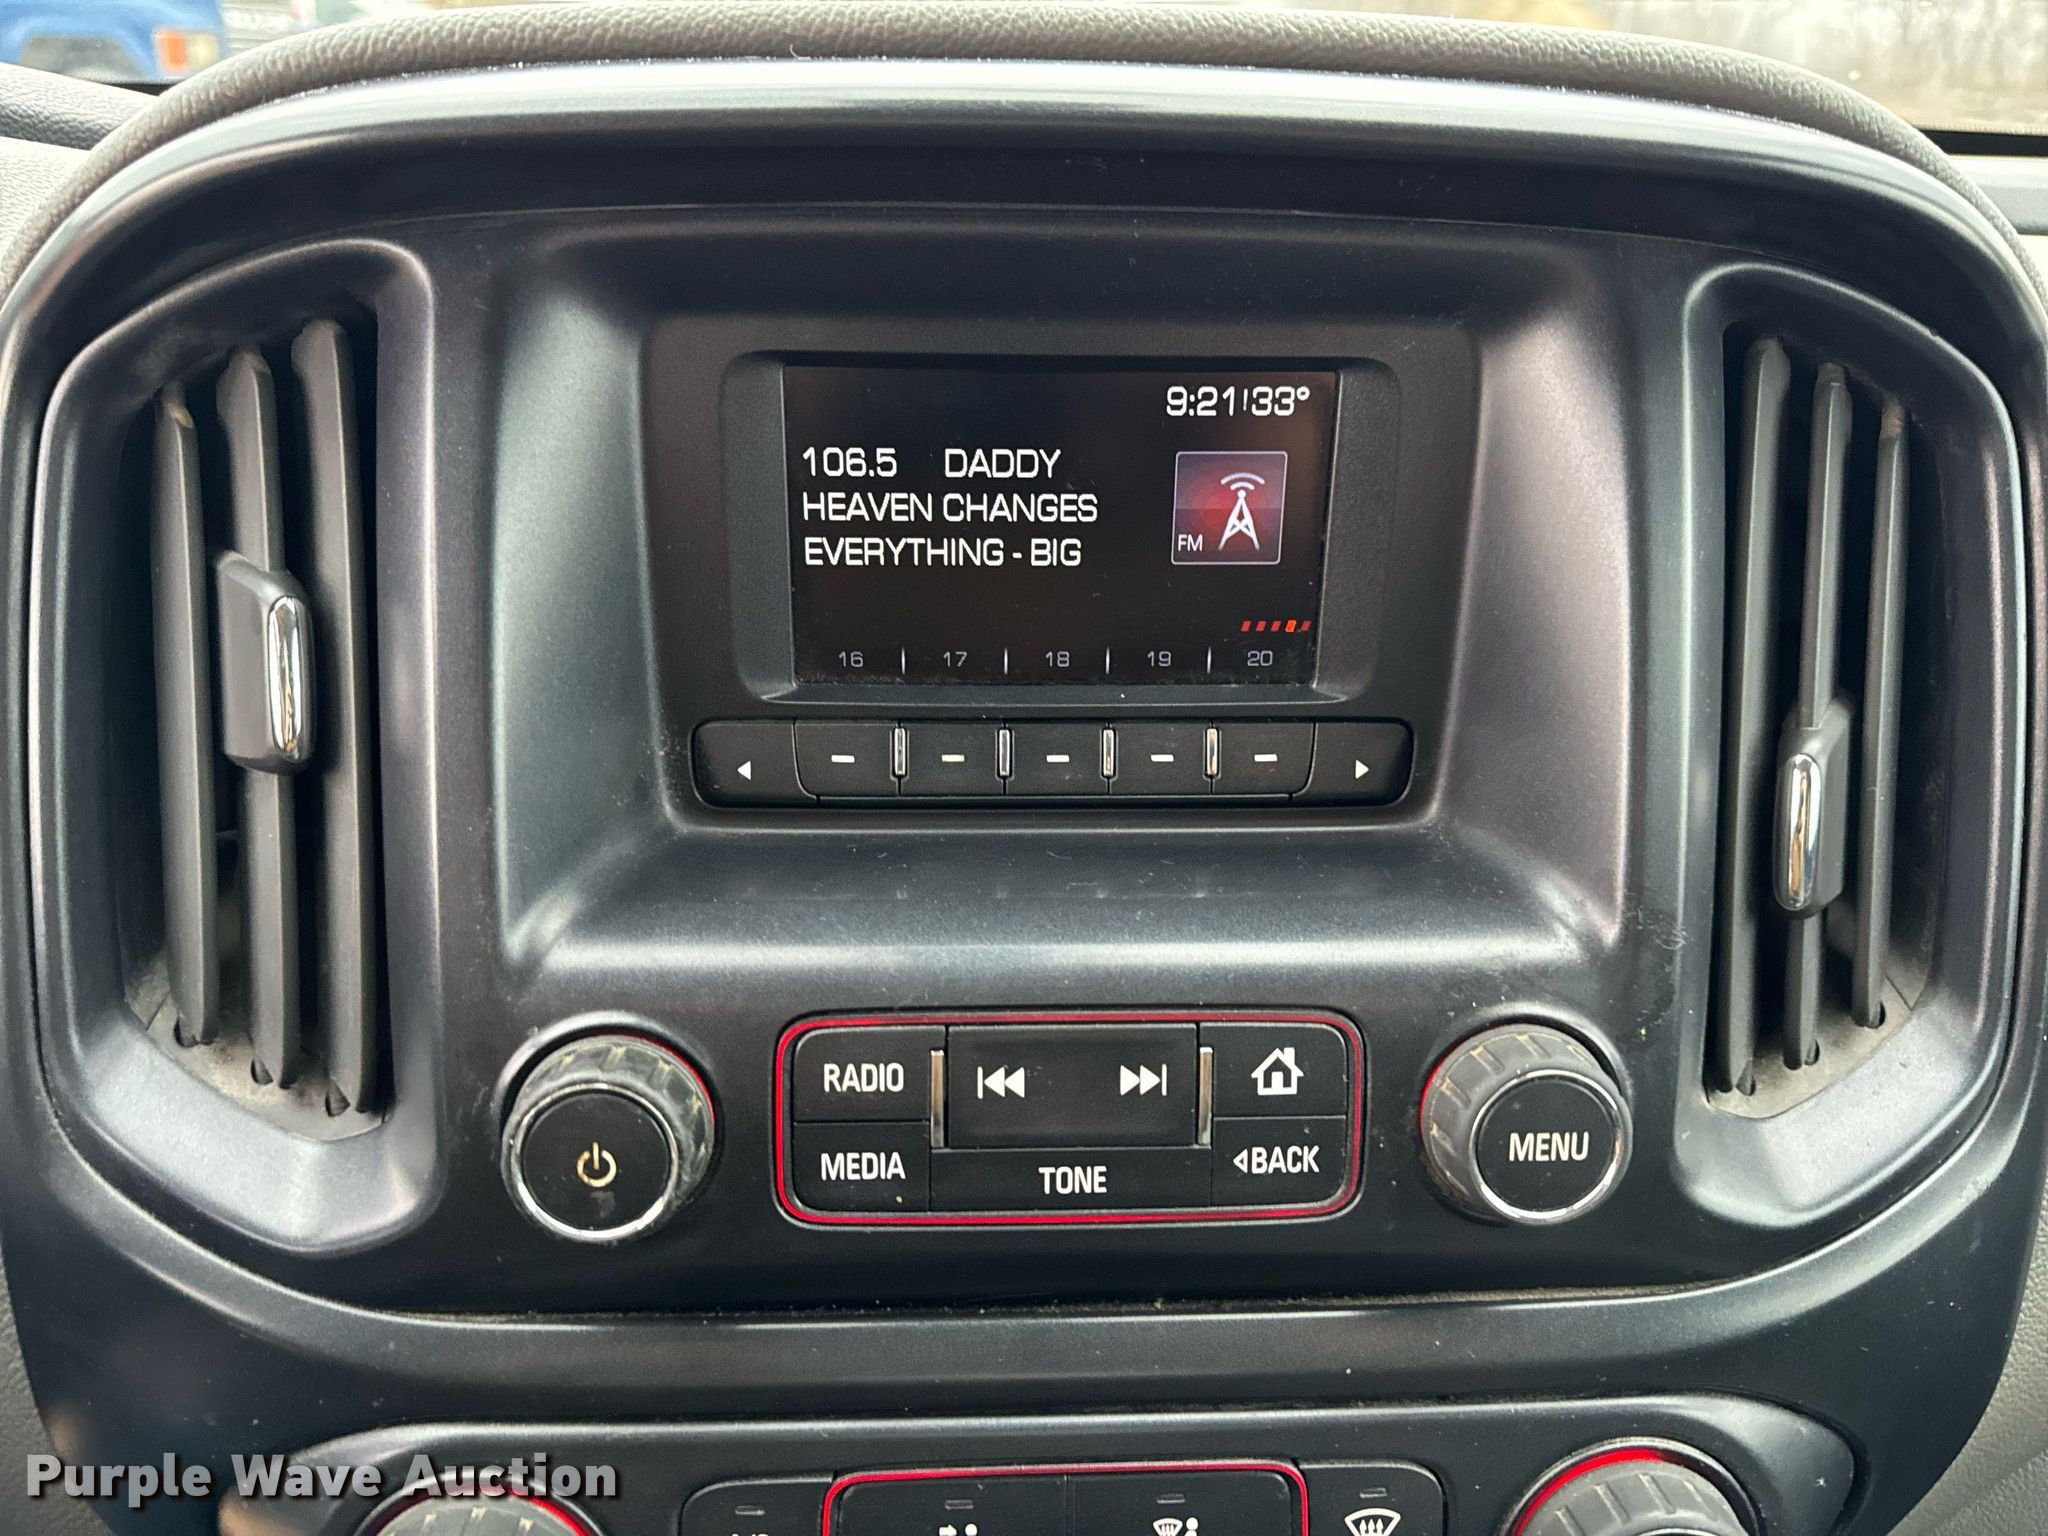 9:21 33°
106.5 DADDY
HEAVEN CHANGES
EVERYTHING - BIG
FM
16 | 17 | 18 | 19 | 20
RADIO
MEDIA
TONE
BACK
MENU
Purple Wave Auction